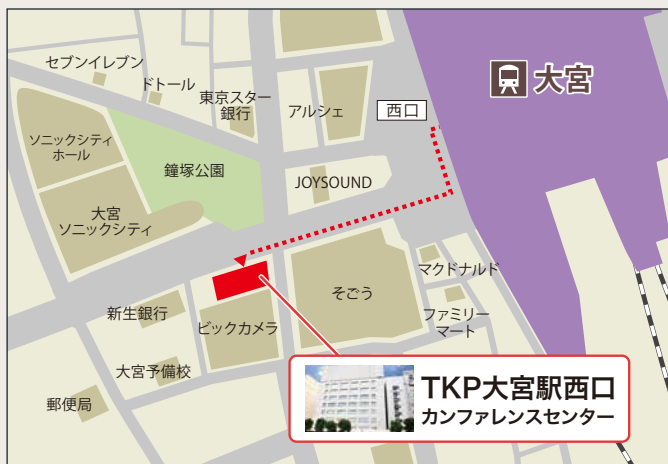 セブンイレブン
ドトール
東京スター
銀行
アルシェ
西口
大宮
ソニックシティ
ホール
鐘塚公園
JOYSOUND
大宮
ソニックシティ
マクドナルド
そごう
新生銀行
ビックカメラ
ファミリー
マート
大宮予備校
郵便局
TKP大宮駅西口
カンファレンスセンター